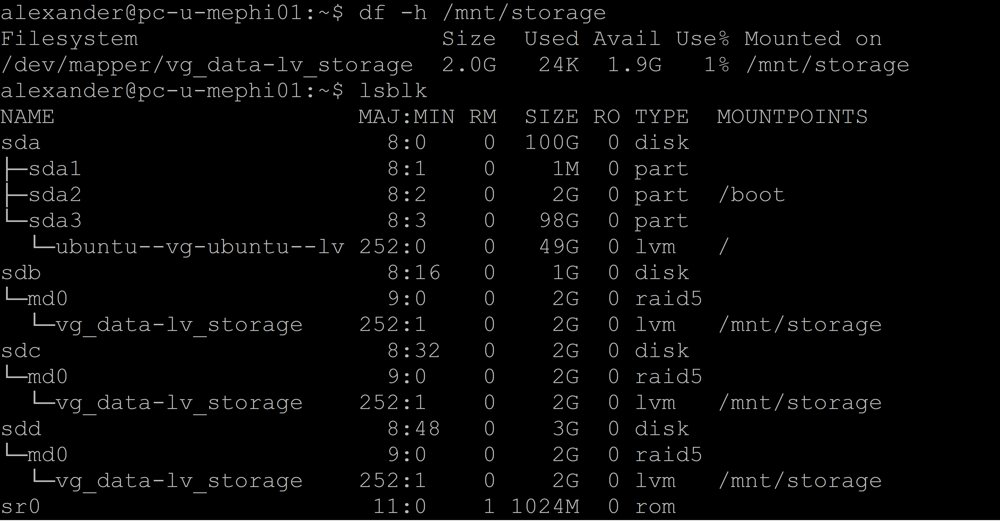 alexander@pc-u-mephi01:~$ df -h /mnt/storage
Filesystem                      Size  Used Avail Use% Mounted on
/dev/mapper/vg_data-lv_storage  2.0G   24K  1.9G   1% /mnt/storage
alexander@pc-u-mephi01:~$ lsblk
NAME                      MAJ:MIN RM   SIZE RO TYPE  MOUNTPOINTS
sda                         8:0    0   100G  0 disk
├─sda1                      8:1    0     1M  0 part
├─sda2                      8:2    0     2G  0 part  /boot
└─sda3                      8:3    0    98G  0 part
  └─ubuntu--vg-ubuntu--lv 252:0    0    49G  0 lvm   /
sdb                         8:16   0     1G  0 disk
└─md0                       9:0    0     2G  0 raid5
  └─vg_data-lv_storage    252:1    0     2G  0 lvm   /mnt/storage
sdc                         8:32   0     2G  0 disk
└─md0                       9:0    0     2G  0 raid5
  └─vg_data-lv_storage    252:1    0     2G  0 lvm   /mnt/storage
sdd                         8:48   0     3G  0 disk
└─md0                       9:0    0     2G  0 raid5
  └─vg_data-lv_storage    252:1    0     2G  0 lvm   /mnt/storage
sr0                        11:0    1  1024M  0 rom